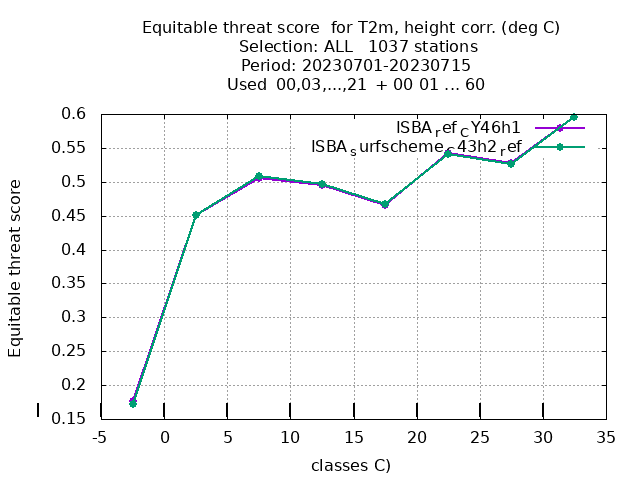 Equitable threat score  for T2m, height corr. (deg C)
Selection: ALL   1037 stations
Period: 20230701-20230715
Used  00,03,...,21  + 00 01 ... 60
ISBA_ref_CY46h1
ISBA_surfscheme_c43h2_ref
0.6
0.55
0.5
0.45
0.4
0.35
0.3
0.25
0.2
0.15
Equitable threat score
-5 0 5 10 15 20 25 30 35
classes C)